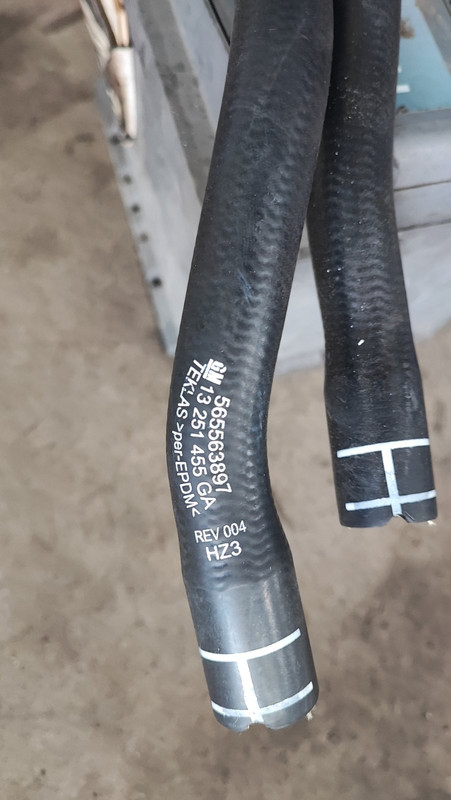 GM 565563897
13 251 455 GA
TEKLAS >per-EPDM<
REV 004
HZ3